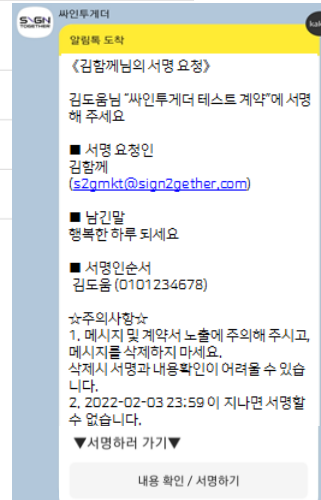 SIGN
TOGETHER
싸인투게더
kak
알림톡 도착
《김함께님의 서명 요청》
김도움님 “싸인투게더 테스트 계약”에 서명
해 주세요
■ 서명 요청인
김함께
(s2gmkt@sign2gether.com)
■ 남긴말
행복한 하루 되세요
■ 서명인순서
김도움 (0101234678)
☆주의사항☆
1. 메시지 및 계약서 노출에 주의해 주시고,
메시지를 삭제하지 마세요.
삭제시 서명과 내용확인이 어려울 수 있습
니다.
2. 2022-02-03 23:59 이 지나면 서명할
수 없습니다.
▼서명하러 가기▼
내용 확인 / 서명하기